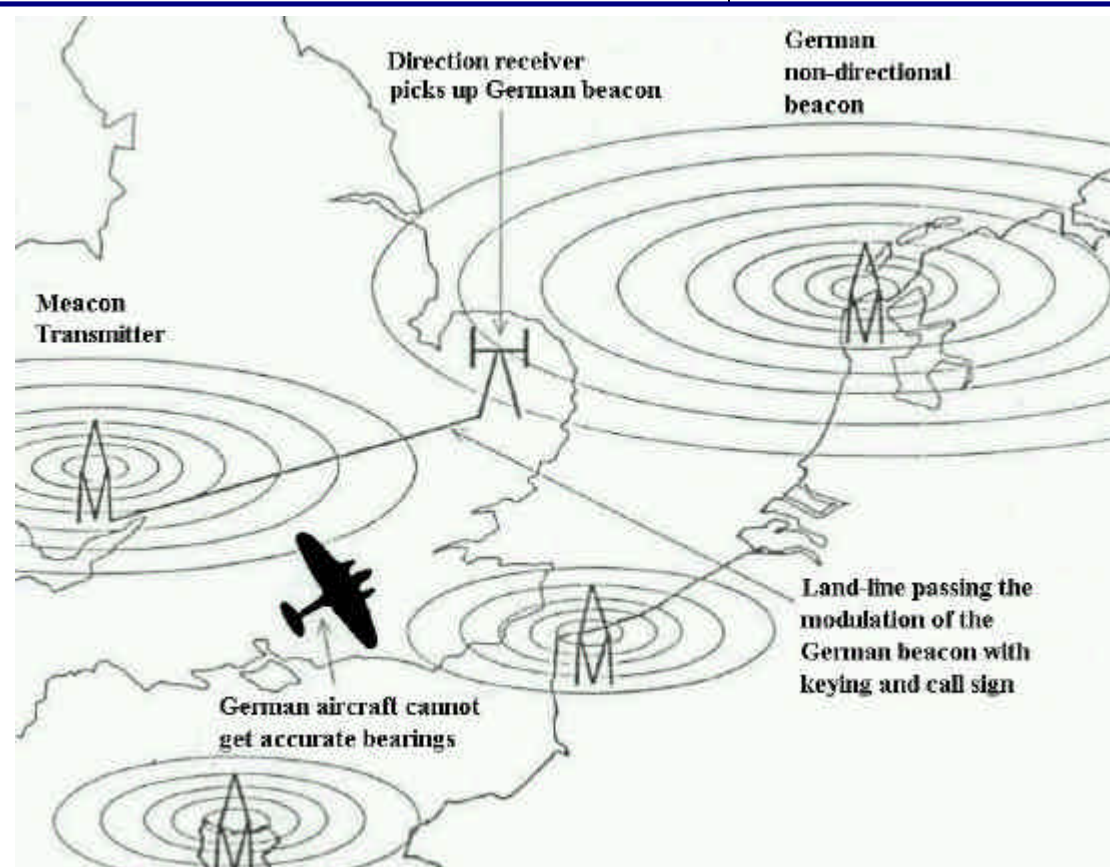 Direction receiver
picks up German beacon
German
non-directional
beacon
Meacon
Transmitter
Land-line passing the
modulation of the
German beacon with
keying and call sign
German aircraft cannot
get accurate bearings